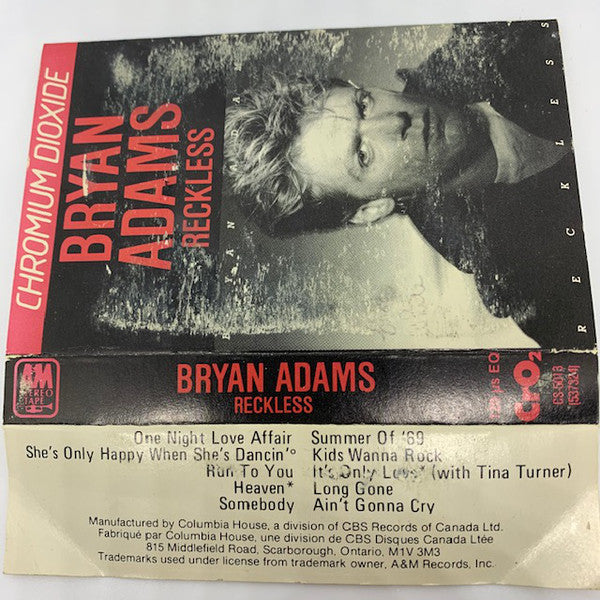 CHROMIUM DIOXIDE
BRYAN
ADAMS
RECKLESS
RECKLESS
A&M
STEREO
TAPE
BRYAN ADAMS
RECKLESS
EQ
CrO2
One Night Love Affair
She's Only Happy When She's Dancin'°
Run To You
Heaven*
Somebody
Summer Of '69
Kids Wanna Rock
It's Only Love* (with Tina Turner)
Long Gone
Ain't Gonna Cry
Manufactured by Columbia House, a division of CBS Records of Canada Ltd.
Fabriqué par Columbia House, une division de CBS Disques Canada Ltée
815 Middlefield Road, Scarborough, Ontario, M1V 3M3
Trademarks used under license from trademark owner, A&M Records, Inc.